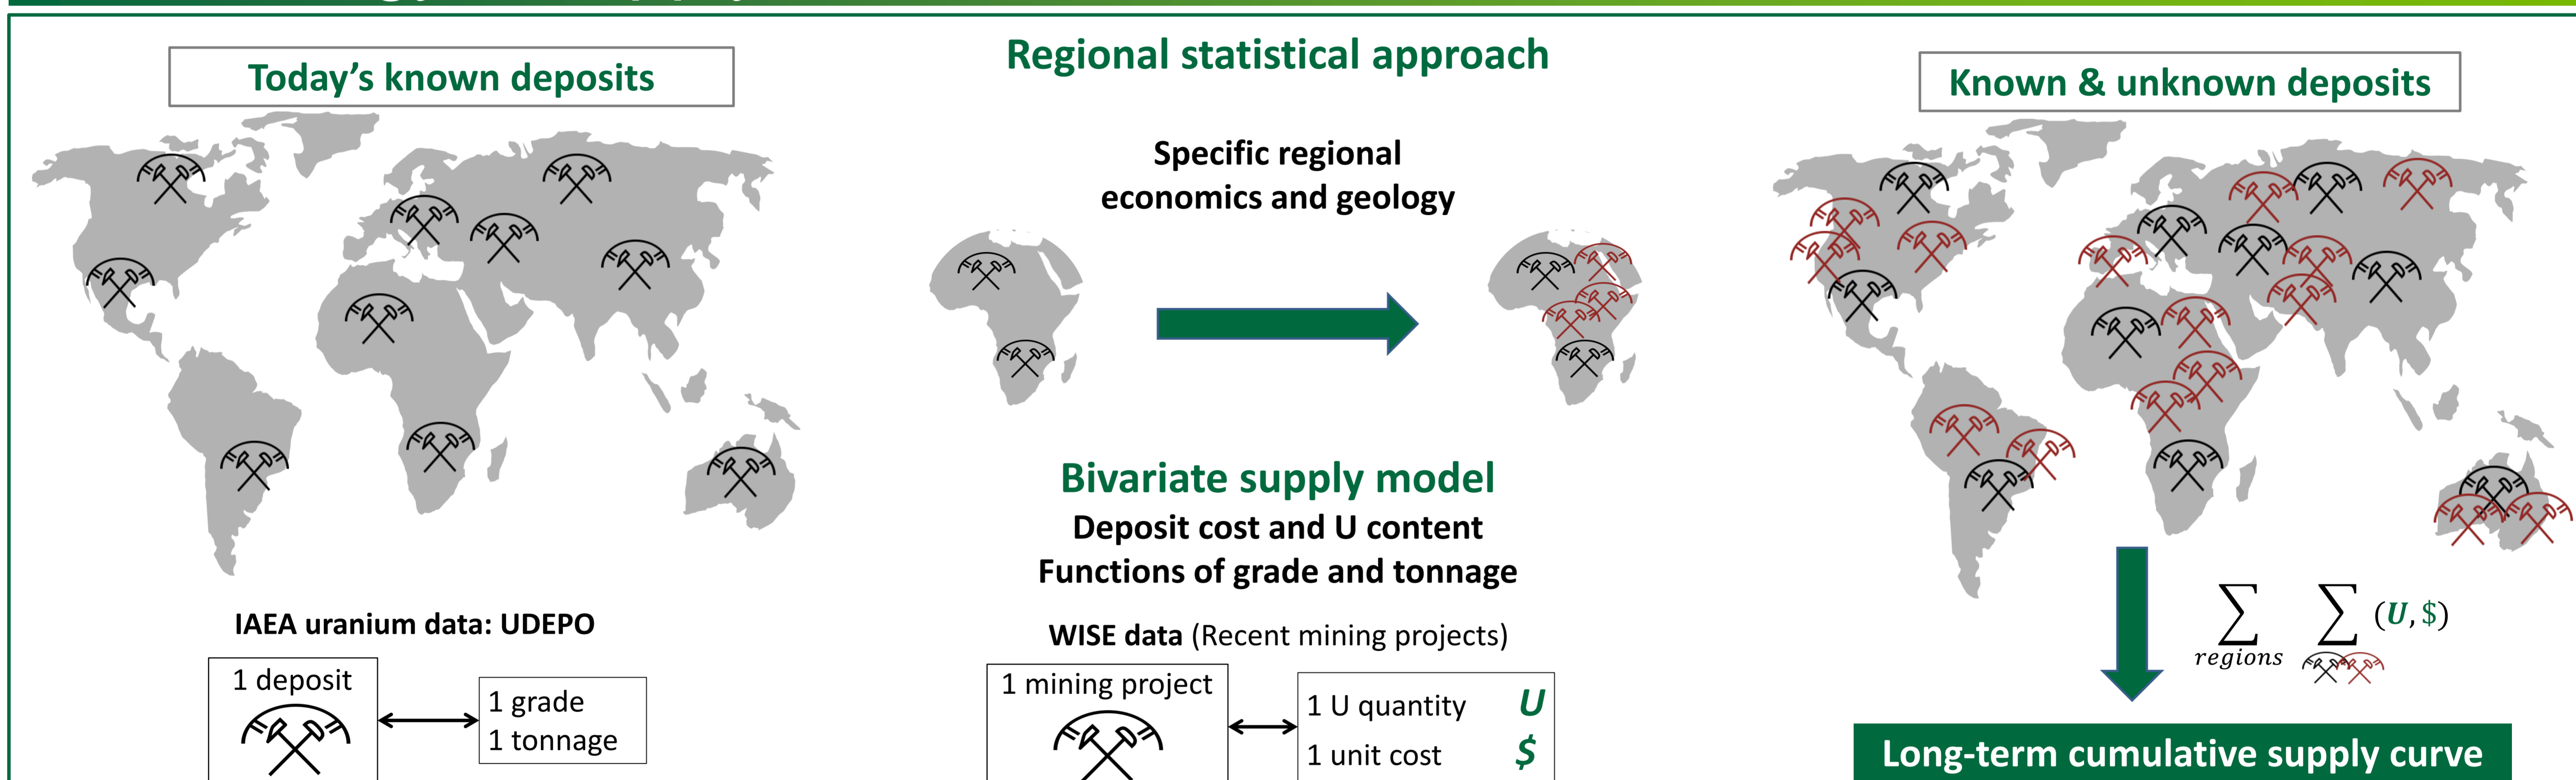 Today's known deposits
IAEA uranium data: UDEPO
1 deposit
1 grade
1 tonnage
Regional statistical approach
Specific regional
economics and geology
Bivariate supply model
Deposit cost and U content
Functions of grade and tonnage
WISE data (Recent mining projects)
1 mining project
1 U quantity U
1 unit cost $
Known & unknown deposits
∑ ∑ (U, $)
regions
Long-term cumulative supply curve